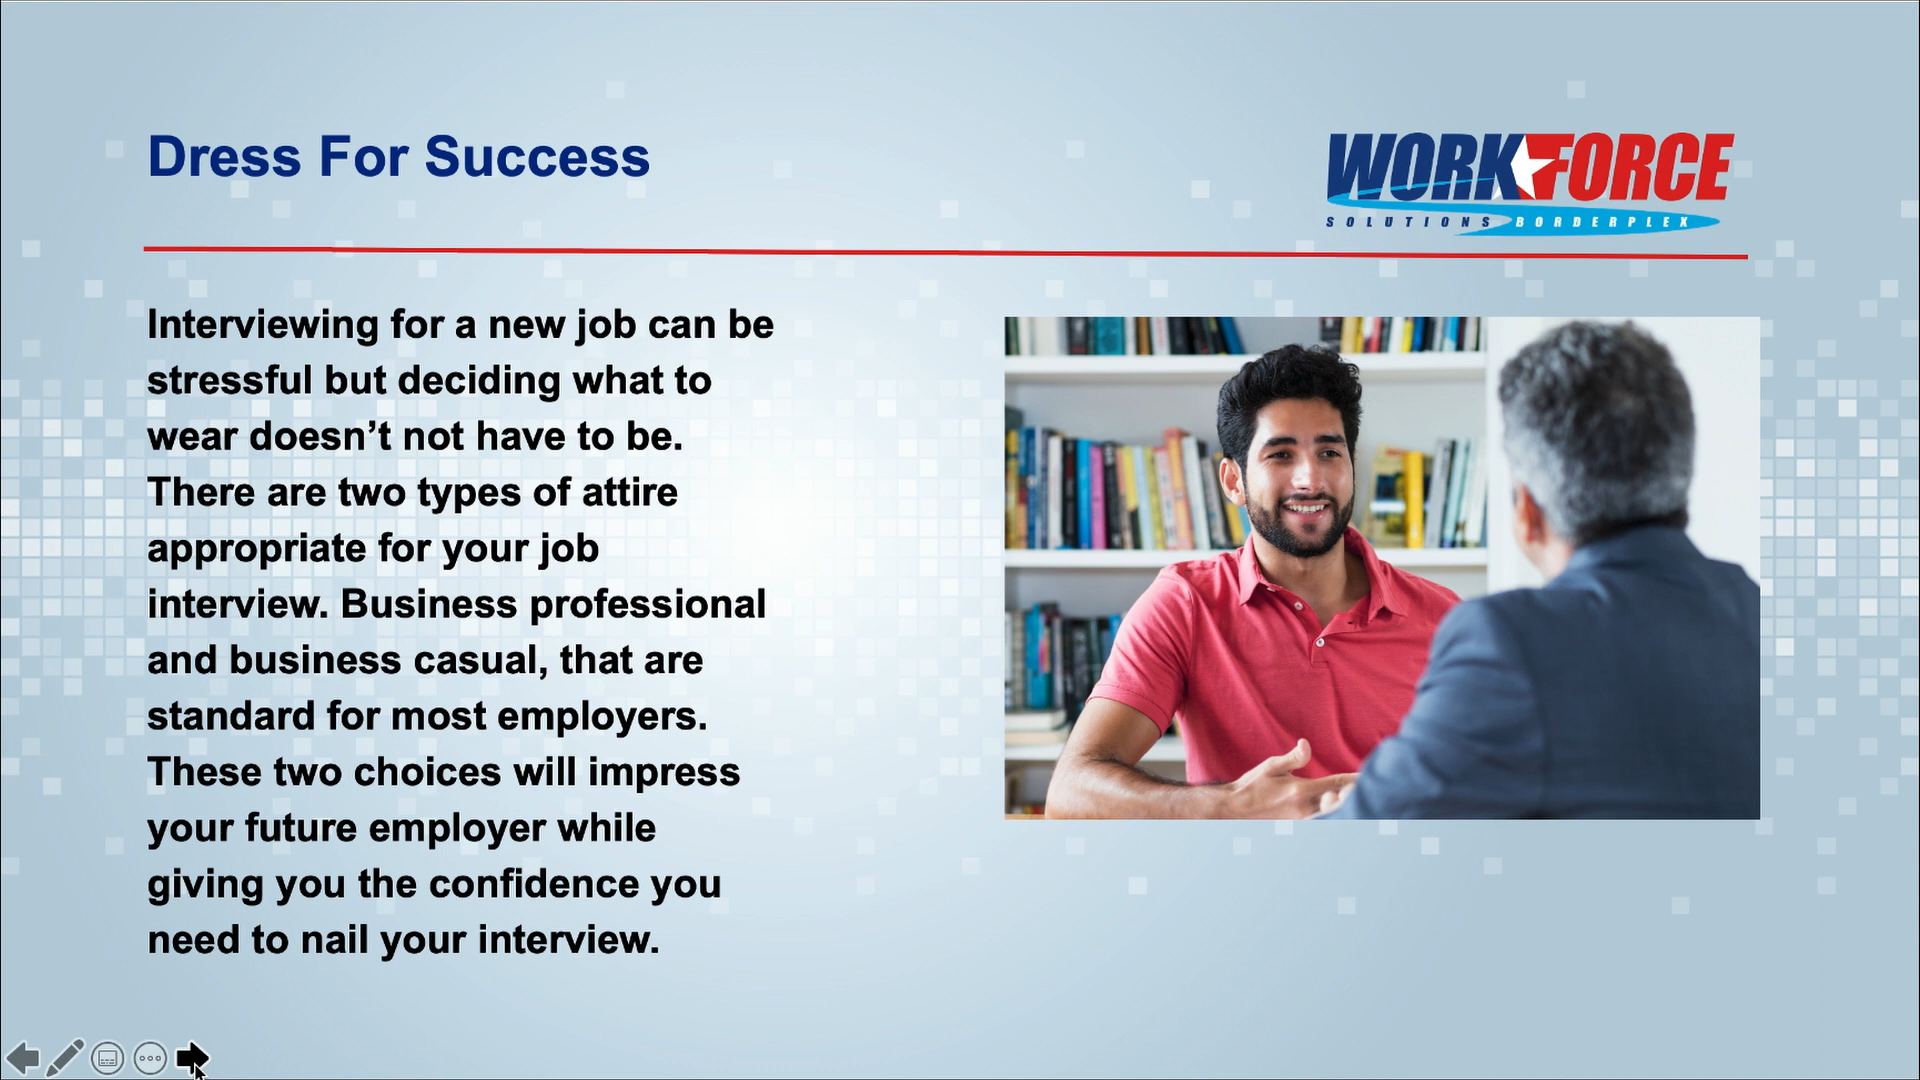 Dress For Success
WORKFORCE
SOLUTIONS BORDERPLEX
Interviewing for a new job can be
stressful but deciding what to
wear doesn’t not have to be.
There are two types of attire
appropriate for your job
interview. Business professional
and business casual, that are
standard for most employers.
These two choices will impress
your future employer while
giving you the confidence you
need to nail your interview.